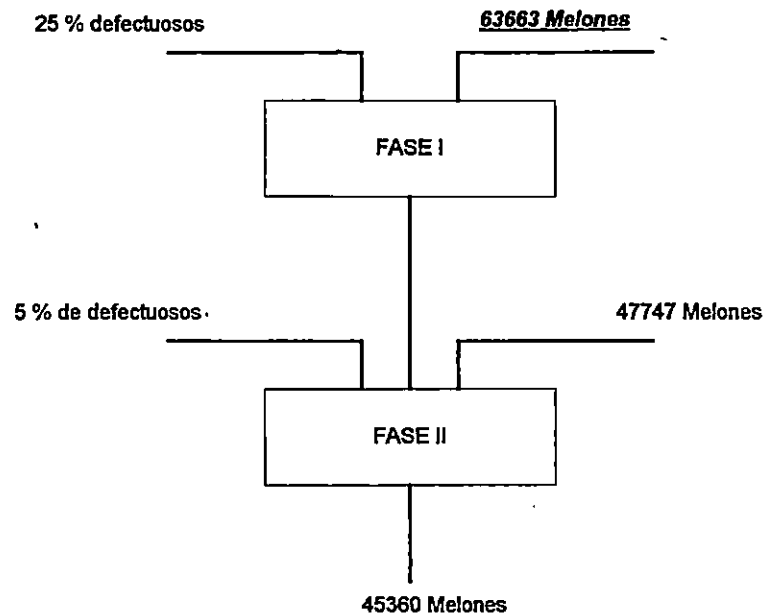 25 % defectuosos
63663 Melones
FASE I
5 % de defectuosos
47747 Melones
FASE II
45360 Melones